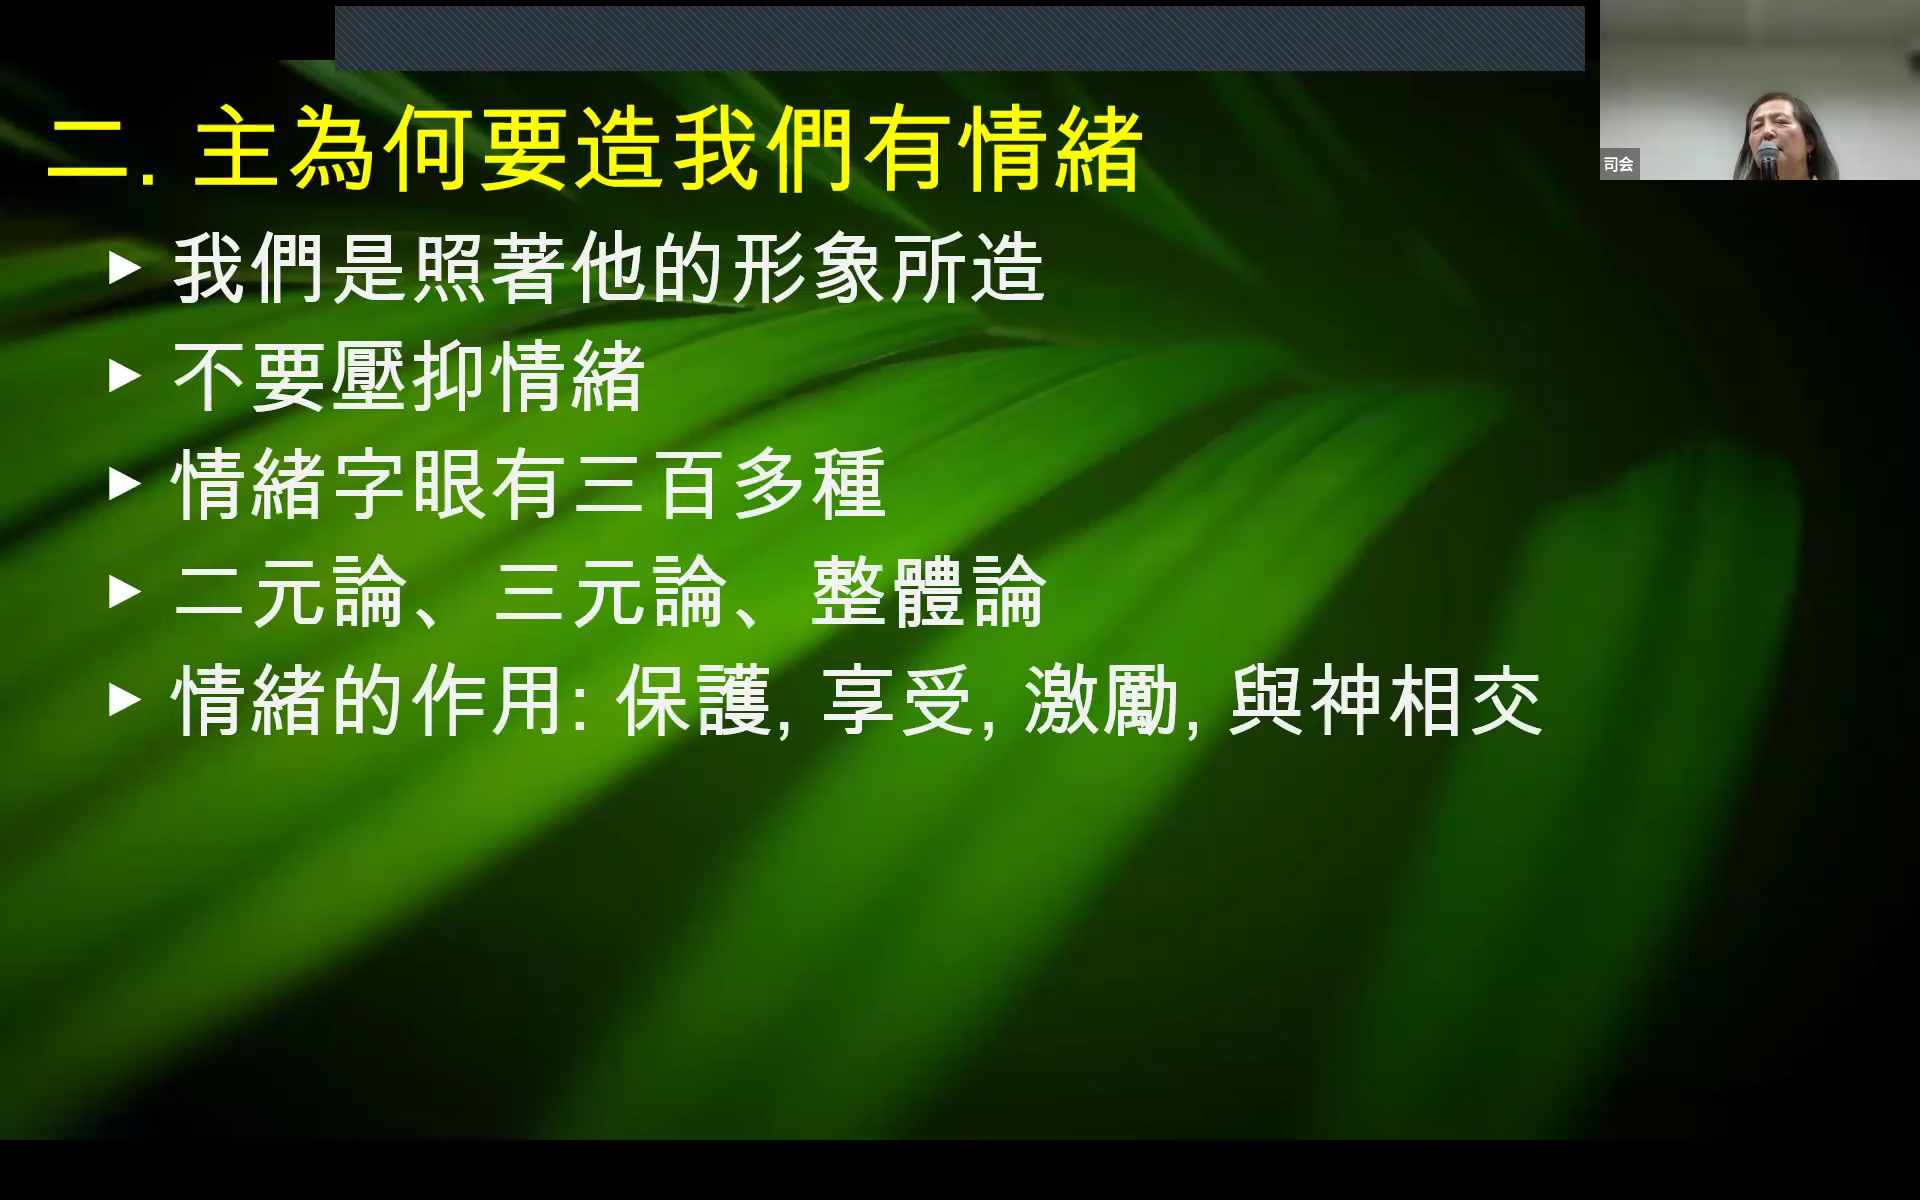 二. 主為何要造我們有情緒
► 我們是照著他的形象所造
► 不要壓抑情緒
► 情緒字眼有三百多種
► 二元論、三元論、整體論
► 情緒的作用: 保護, 享受, 激勵, 與神相交
司会